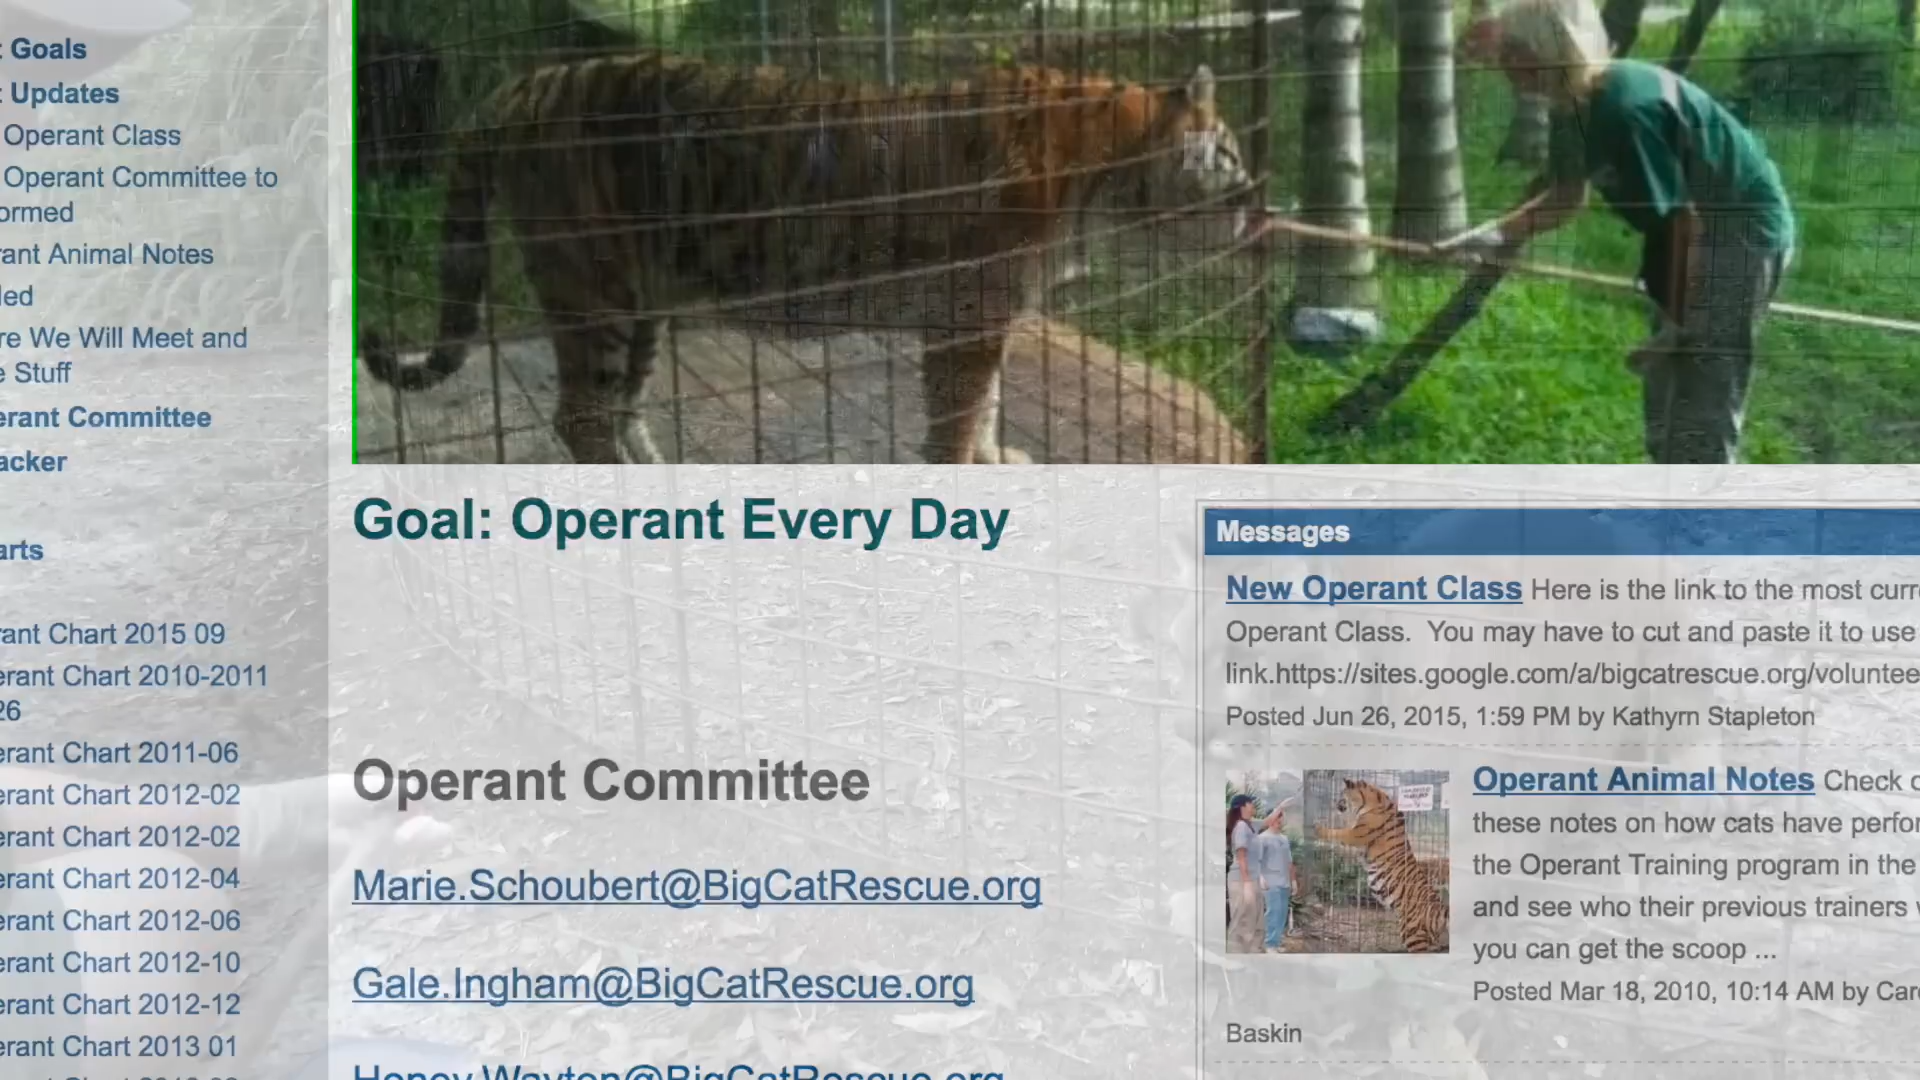 : Goals
: Updates
Operant Class
Operant Committee to
ormed
rant Animal Notes
led
re We Will Meet and
e Stuff
erant Committee
acker
arts
rant Chart 2015 09
erant Chart 2010-2011
26
erant Chart 2011-06
erant Chart 2012-02
erant Chart 2012-02
erant Chart 2012-04
erant Chart 2012-06
erant Chart 2012-10
erant Chart 2012-12
erant Chart 2013 01
Goal: Operant Every Day
Operant Committee
Marie.Schoubert@BigCatRescue.org
Gale.Ingham@BigCatRescue.org
Honey.Wayton@BigCatRescue.org
Messages
New Operant Class Here is the link to the most curr
Operant Class. You may have to cut and paste it to use
link.https://sites.google.com/a/bigcatrescue.org/voluntee
Posted Jun 26, 2015, 1:59 PM by Kathyrn Stapleton
Operant Animal Notes Check o
these notes on how cats have perfor
the Operant Training program in the
and see who their previous trainers w
you can get the scoop ...
Posted Mar 18, 2010, 10:14 AM by Caro
Baskin